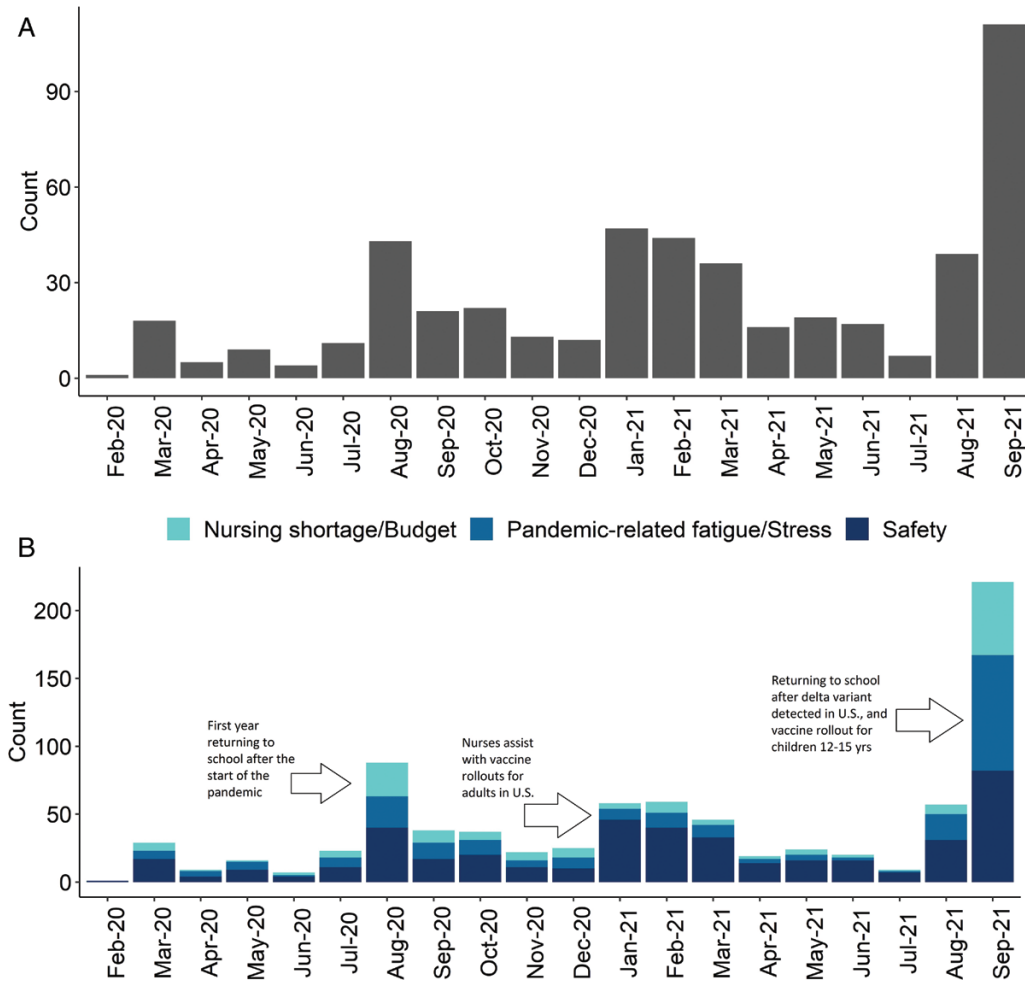 A
90
60
30
0
Count
Feb-20
Mar-20
Apr-20
May-20
Jun-20
Jul-20
Aug-20
Sep-20
Oct-20
Nov-20
Dec-20
Jan-21
Feb-21
Mar-21
Apr-21
May-21
Jun-21
Jul-21
Aug-21
Sep-21
Nursing shortage/Budget
Pandemic-related fatigue/Stress
Safety
B
200
150
100
50
0
Count
First year
returning to
school after the
start of the
pandemic
Nurses assist
with vaccine
rollouts for
adults in U.S.
Returning to school
after delta variant
detected in U.S., and
vaccine rollout for
children 12-15 yrs
Feb-20
Mar-20
Apr-20
May-20
Jun-20
Jul-20
Aug-20
Sep-20
Oct-20
Nov-20
Dec-20
Jan-21
Feb-21
Mar-21
Apr-21
May-21
Jun-21
Jul-21
Aug-21
Sep-21